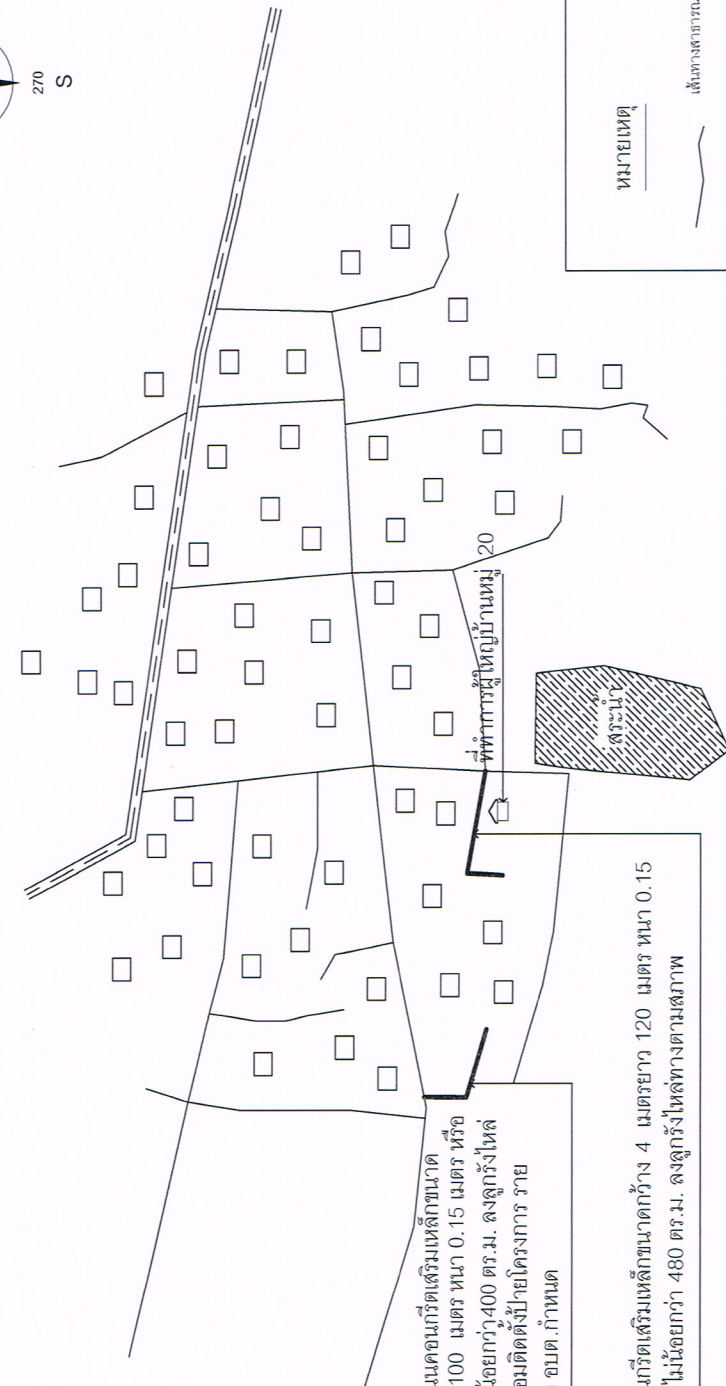 270
S
หมายเหตุ
เส้นทางสาธารณ
ที่ทำการผู้ใหญ่บ้านหมู่ 20
สระน้ำ
นคอนกรีตเสริมเหล็กขนาด
100 เมตร หนา 0.15 เมตร หรือ
น้อยกว่า 400 ตร.ม. ลงลูกรังไหล่
อมติดตั้งป้ายโครงการ ราย
อบต.กำหนด
นกรีตเสริมเหล็กขนาดกว้าง 4 เมตรยาว 120 เมตร หนา 0.15
ไม่น้อยกว่า 480 ตร.ม. ลงลูกรังไหล่ทางตามสภาพ